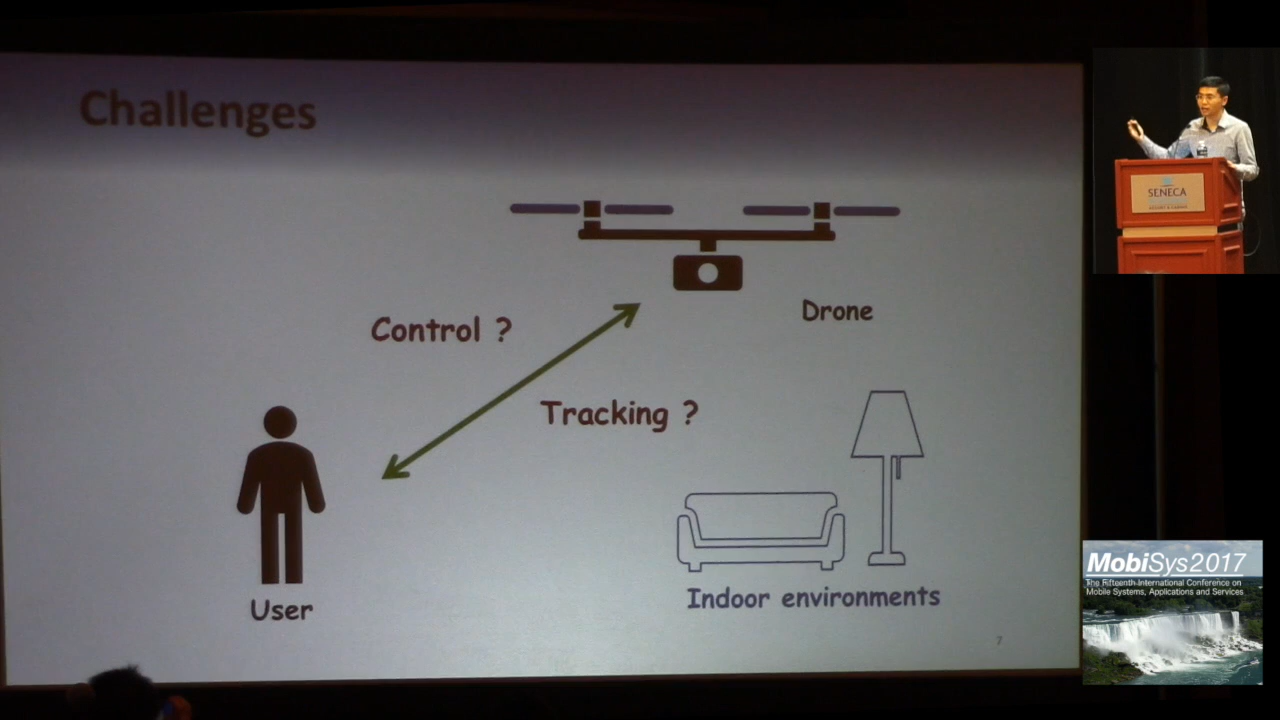 Challenges
Drone
Control ?
Tracking ?
User
Indoor environments
7
SENECA
MobiSys2017
The Fifteenth International Conference on
Mobile Systems, Applications and Services